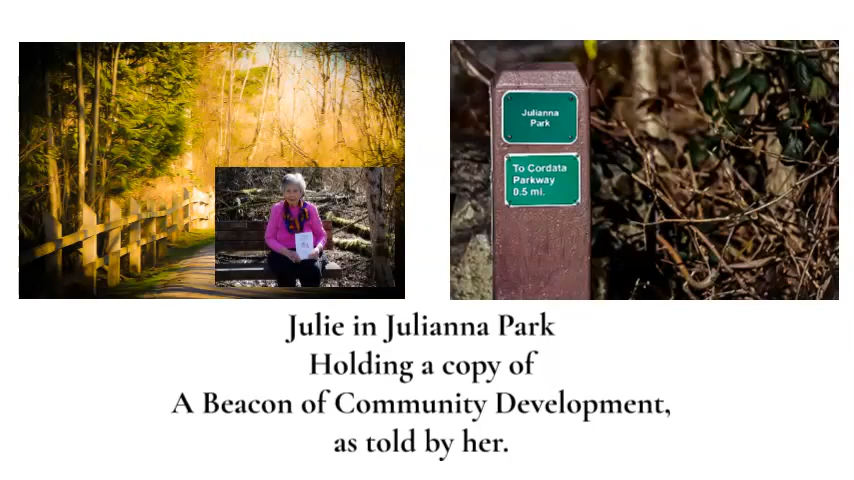 Julianna
Park
To Cordata
Parkway
0.5 mi.
Julie in Julianna Park
Holding a copy of
A Beacon of Community Development,
as told by her.